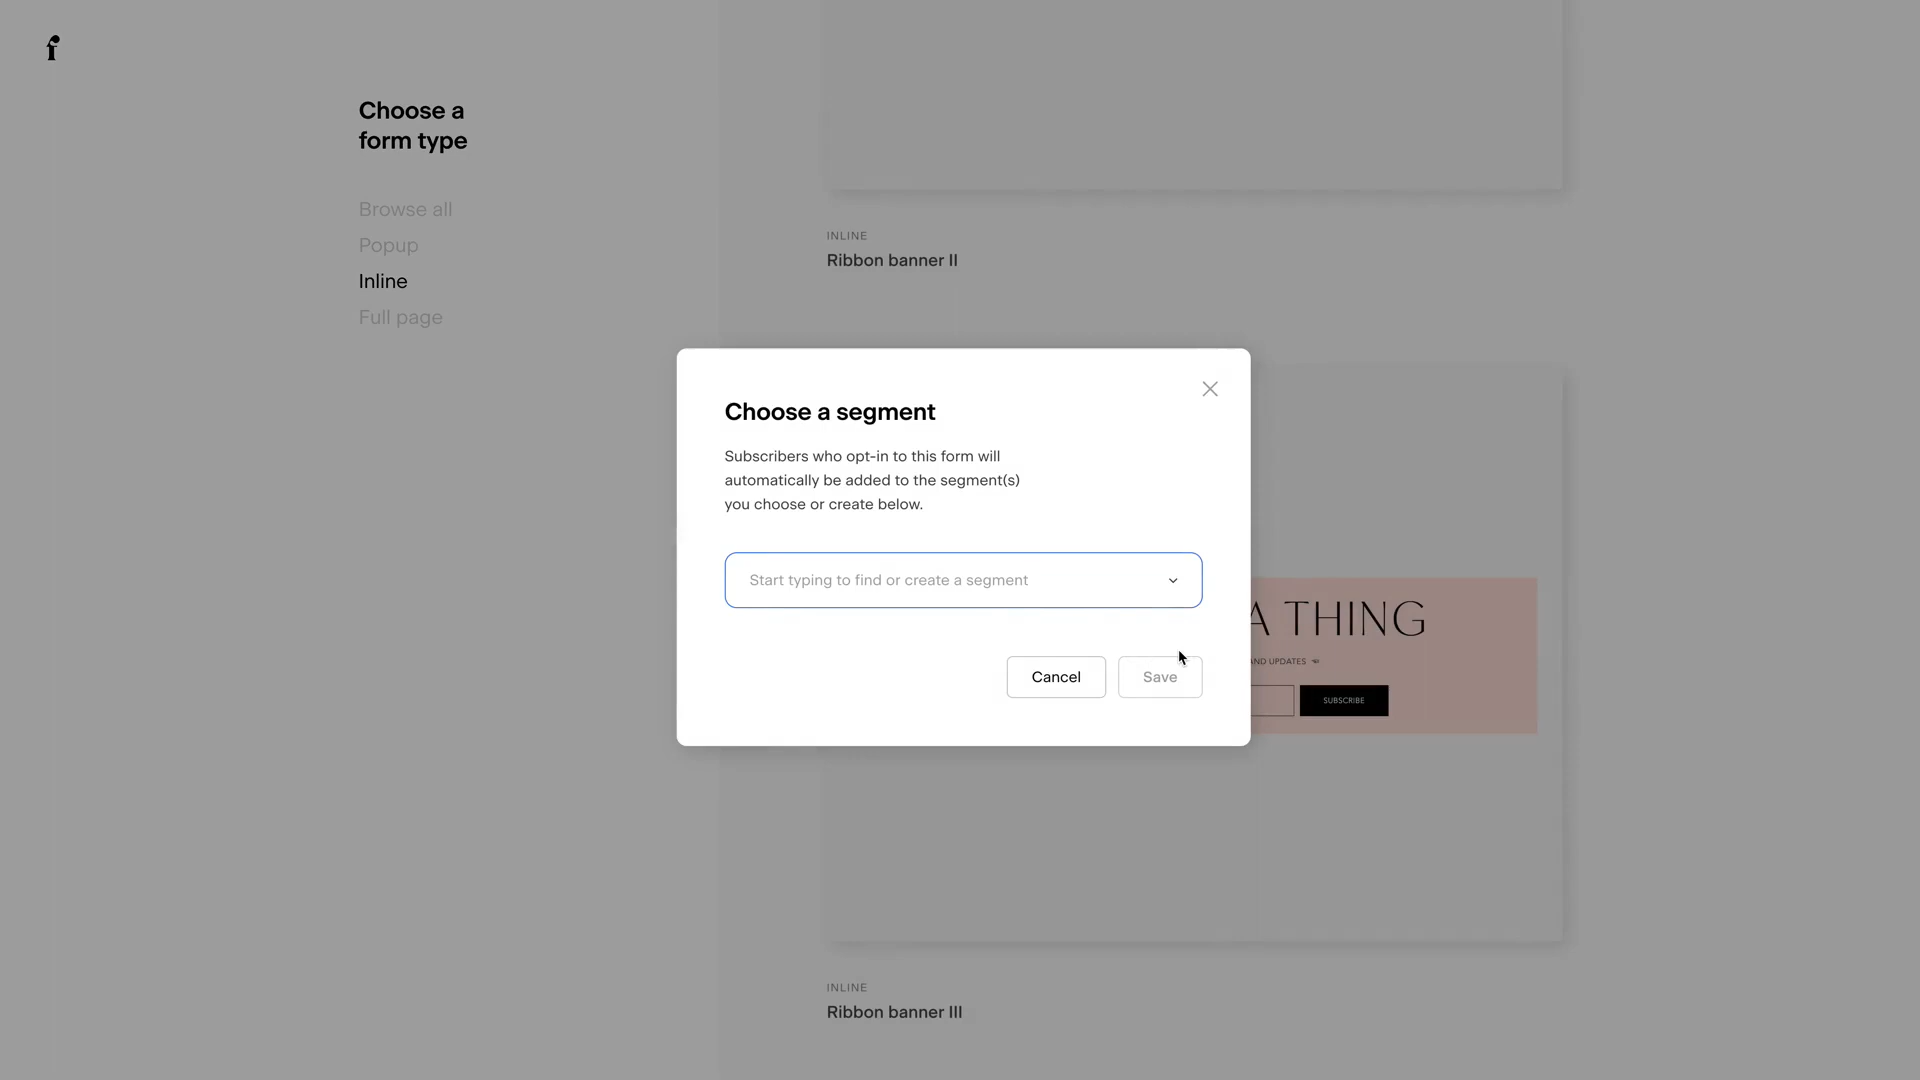 f
Choose a
form type
Browse all
Popup
Inline
Full page
INLINE
Ribbon banner II
Choose a segment
Subscribers who opt-in to this form will
automatically be added to the segment(s)
you choose or create below.
Start typing to find or create a segment
Cancel
Save
A THING
AND UPDATES
SUBSCRIBE
INLINE
Ribbon banner III